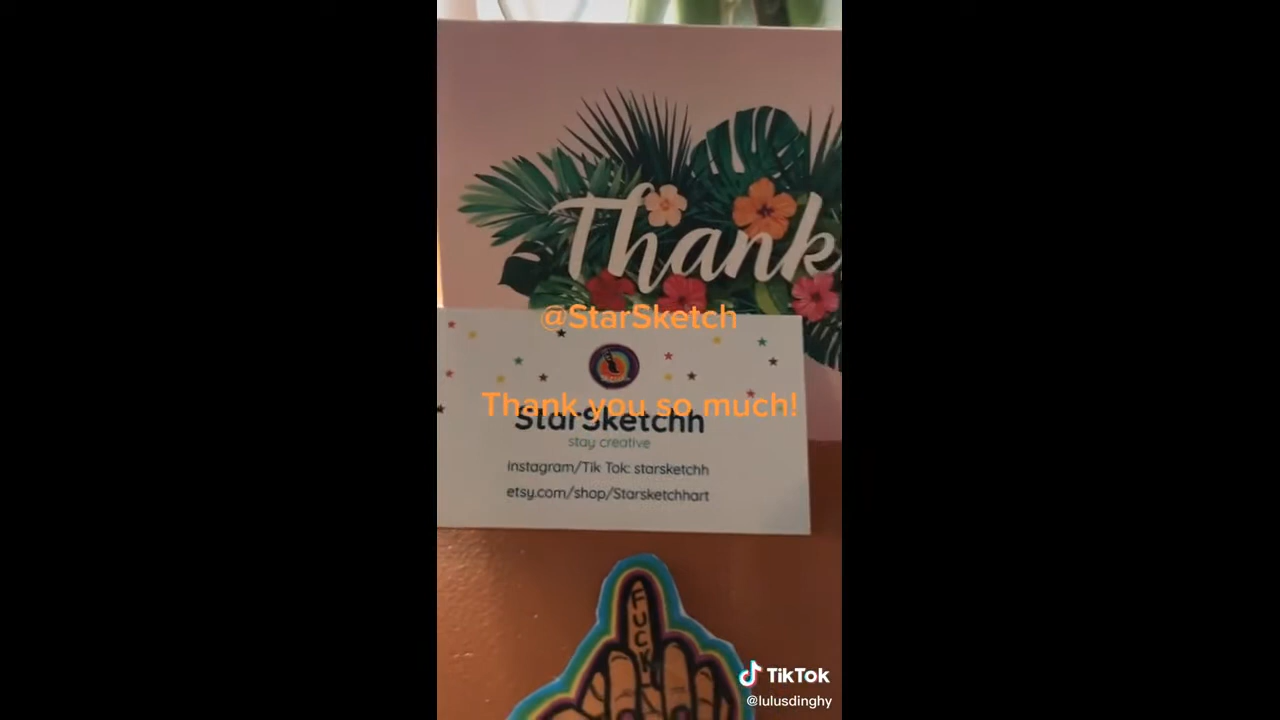 Thank
@StarSketch
Thank you so much!
StarSketchh
stay creative
Instagram/Tik Tok: starsketchh
etsy.com/shop/Starsketchhart
FUCK
TikTok
@lulusdinghy